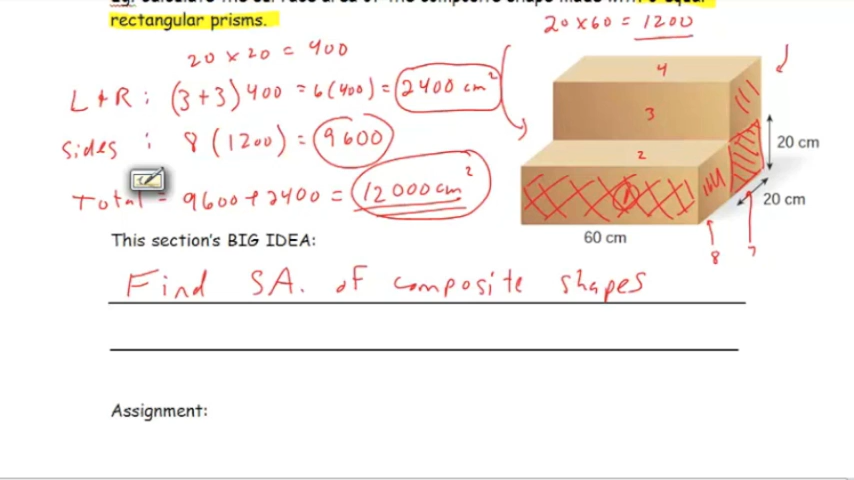 rectangular prisms.
20 x 60 = 1200
20 x 20 = 400
L & R : (3+3) 400 = 6(400) = 2400 cm²
Sides : 8 (1200) = 9600
Total = 9600 + 2400 = 12000 cm²
4
3
2
1
20 cm
20 cm
60 cm
8
7
This section's BIG IDEA:
Find SA. of composite shapes
Assignment: